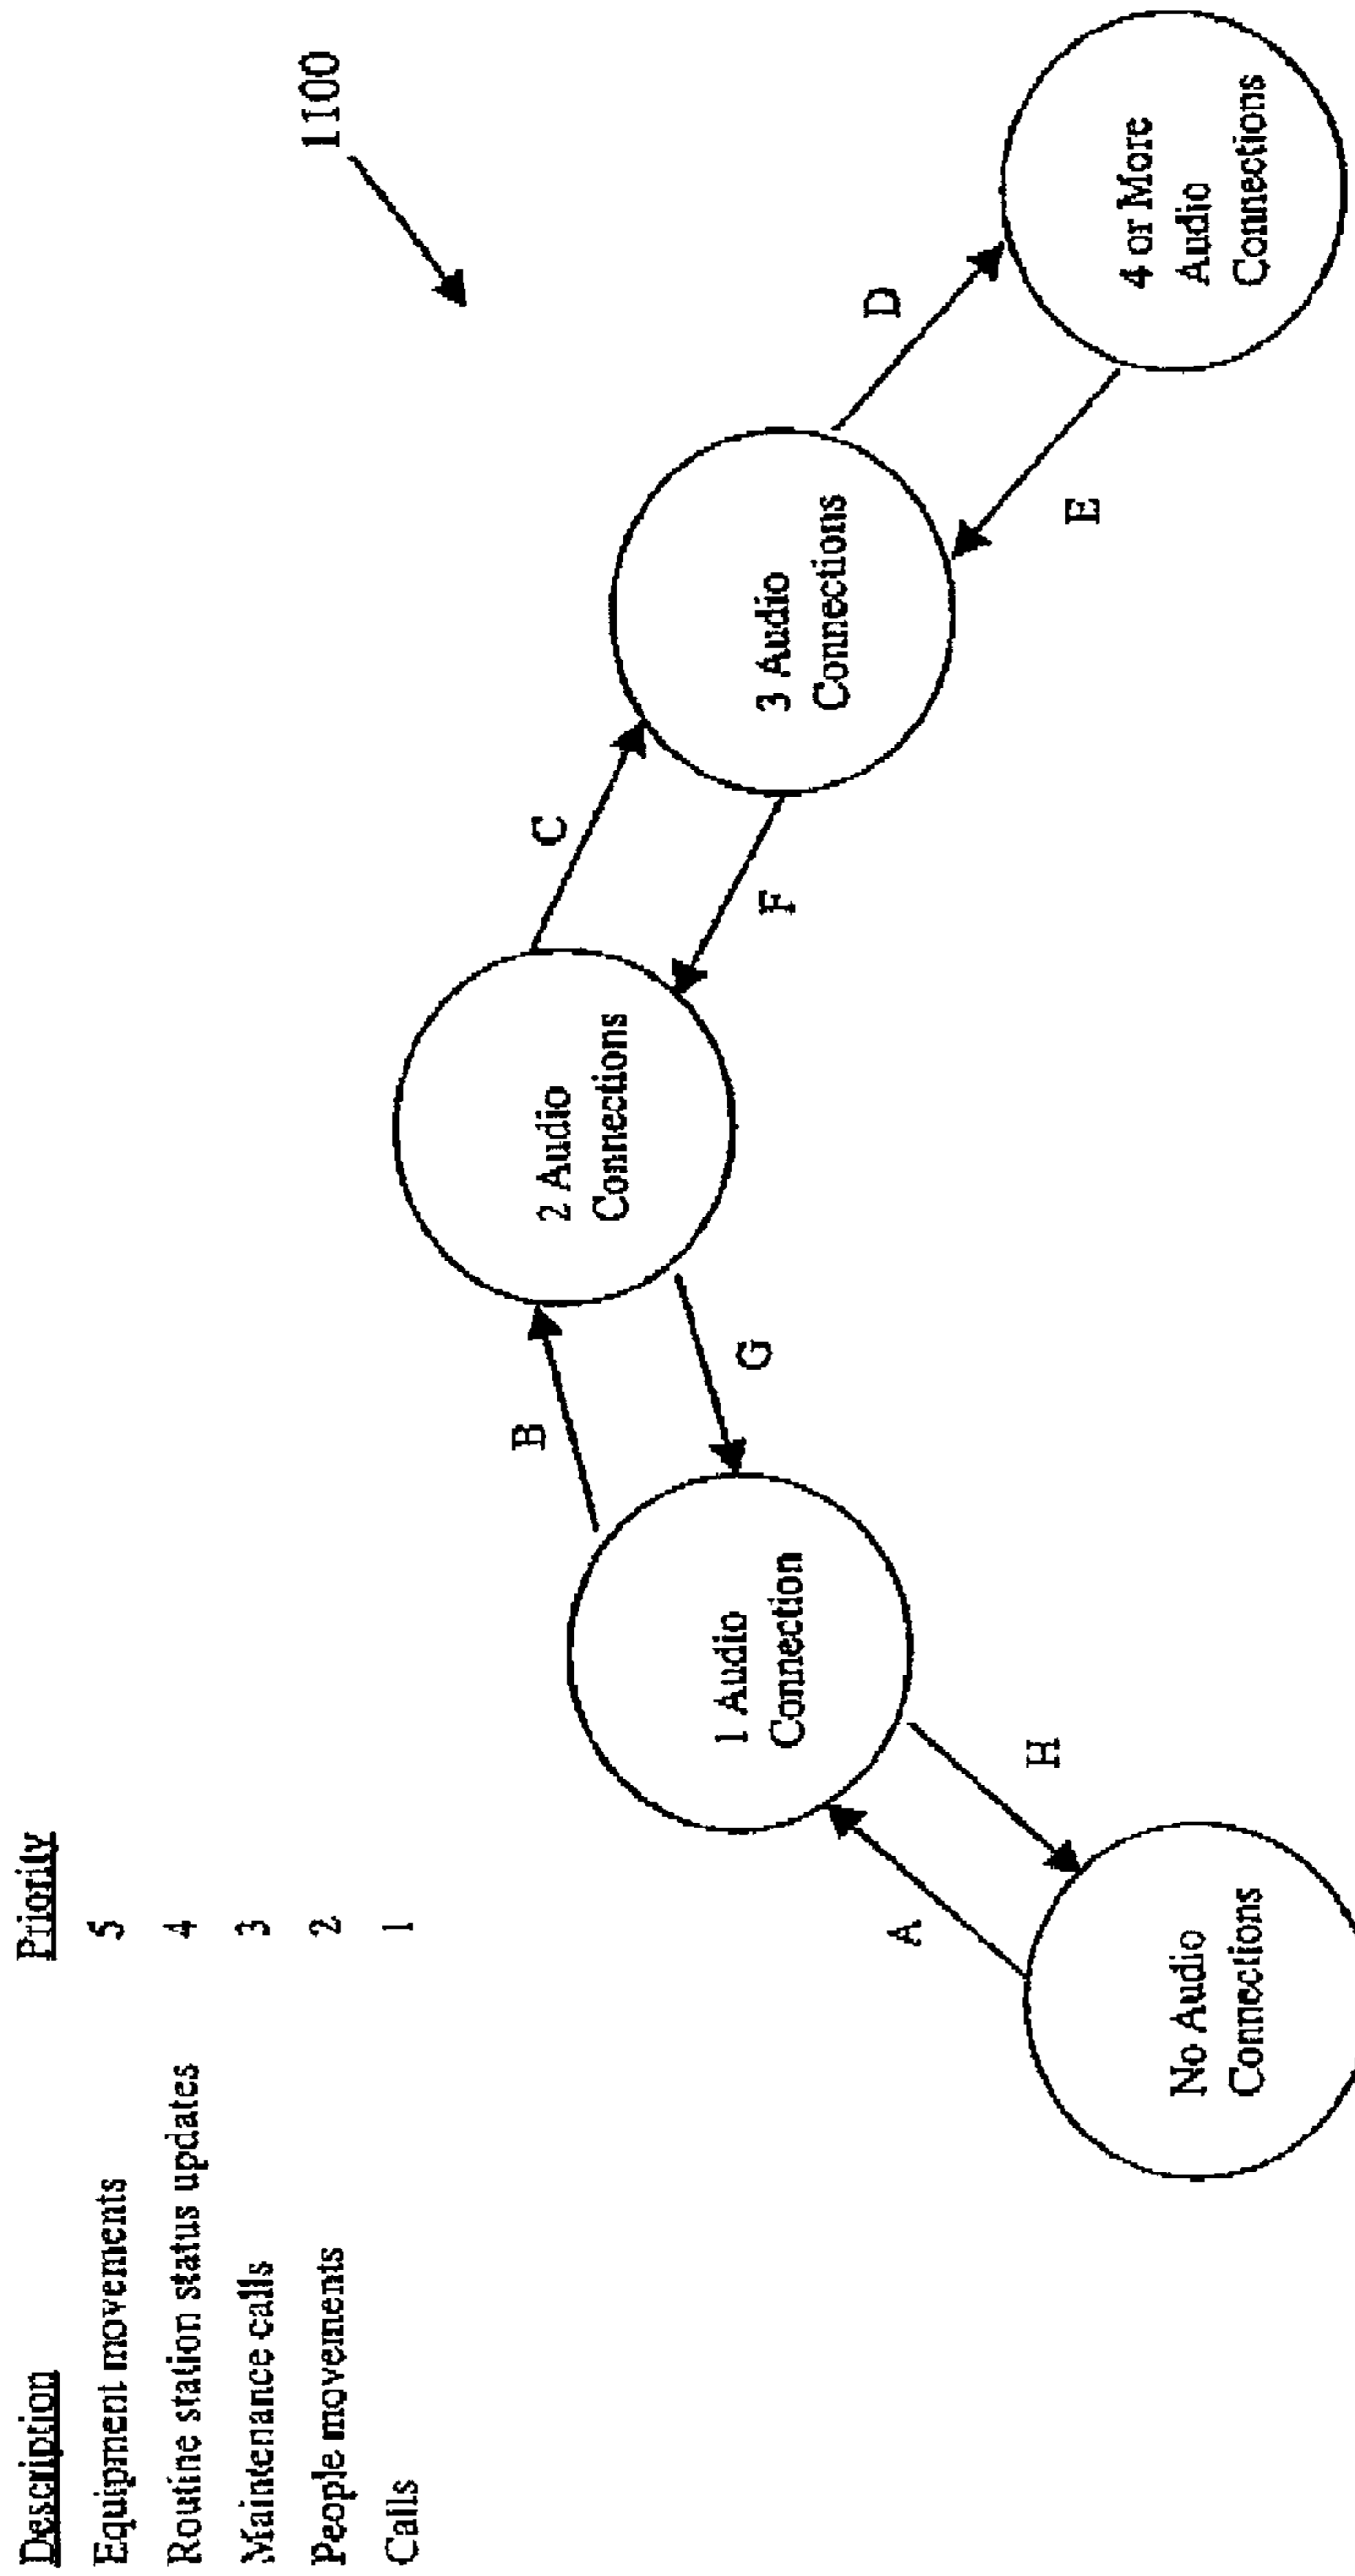 Description Priority
Equipment movements 5
Routine station status updates 4
Maintenance calls 3
People movements 2
Calls 1
1100
No Audio
Connections
A
H
1 Audio
Connection
B
G
2 Audio
Connections
C
F
3 Audio
Connections
D
E
4 or More
Audio
Connections